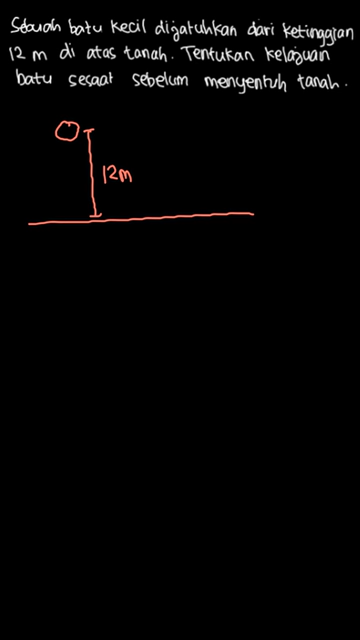 Sebuah batu kecil dijatuhkan dari ketinggian
12 m di atas tanah. Tentukan kelajuan
batu sesaat sebelum menyentuh tanah.
12m